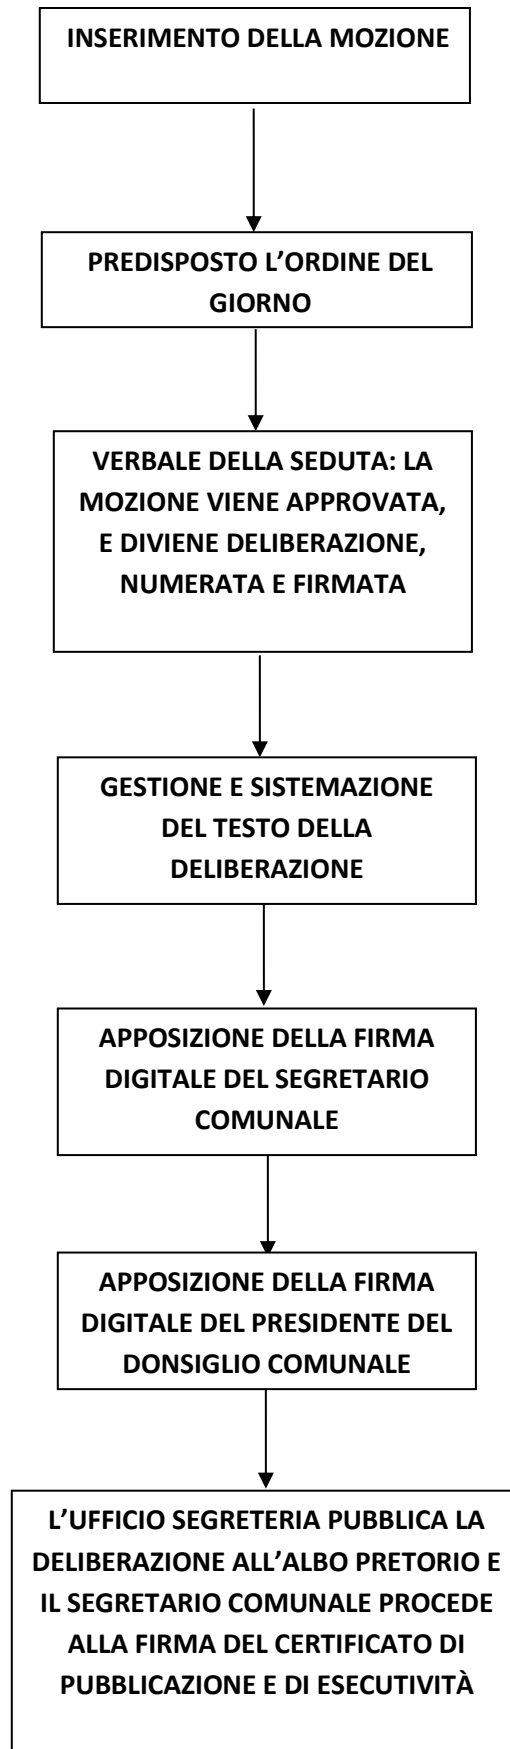 INSERIMENTO DELLA MOZIONE
PREDISPOSTO L’ORDINE DEL
GIORNO
VERBALE DELLA SEDUTA: LA
MOZIONE VIENE APPROVATA,
E DIVIENE DELIBERAZIONE,
NUMERATA E FIRMATA
GESTIONE E SISTEMAZIONE
DEL TESTO DELLA
DELIBERAZIONE
APPOSIZIONE DELLA FIRMA
DIGITALE DEL SEGRETARIO
COMUNALE
APPOSIZIONE DELLA FIRMA
DIGITALE DEL PRESIDENTE DEL
DONSIGLIO COMUNALE
L’UFFICIO SEGRETERIA PUBBLICA LA
DELIBERAZIONE ALL’ALBO PRETORIO E
IL SEGRETARIO COMUNALE PROCEDE
ALLA FIRMA DEL CERTIFICATO DI
PUBBLICAZIONE E DI ESECUTIVITÀ